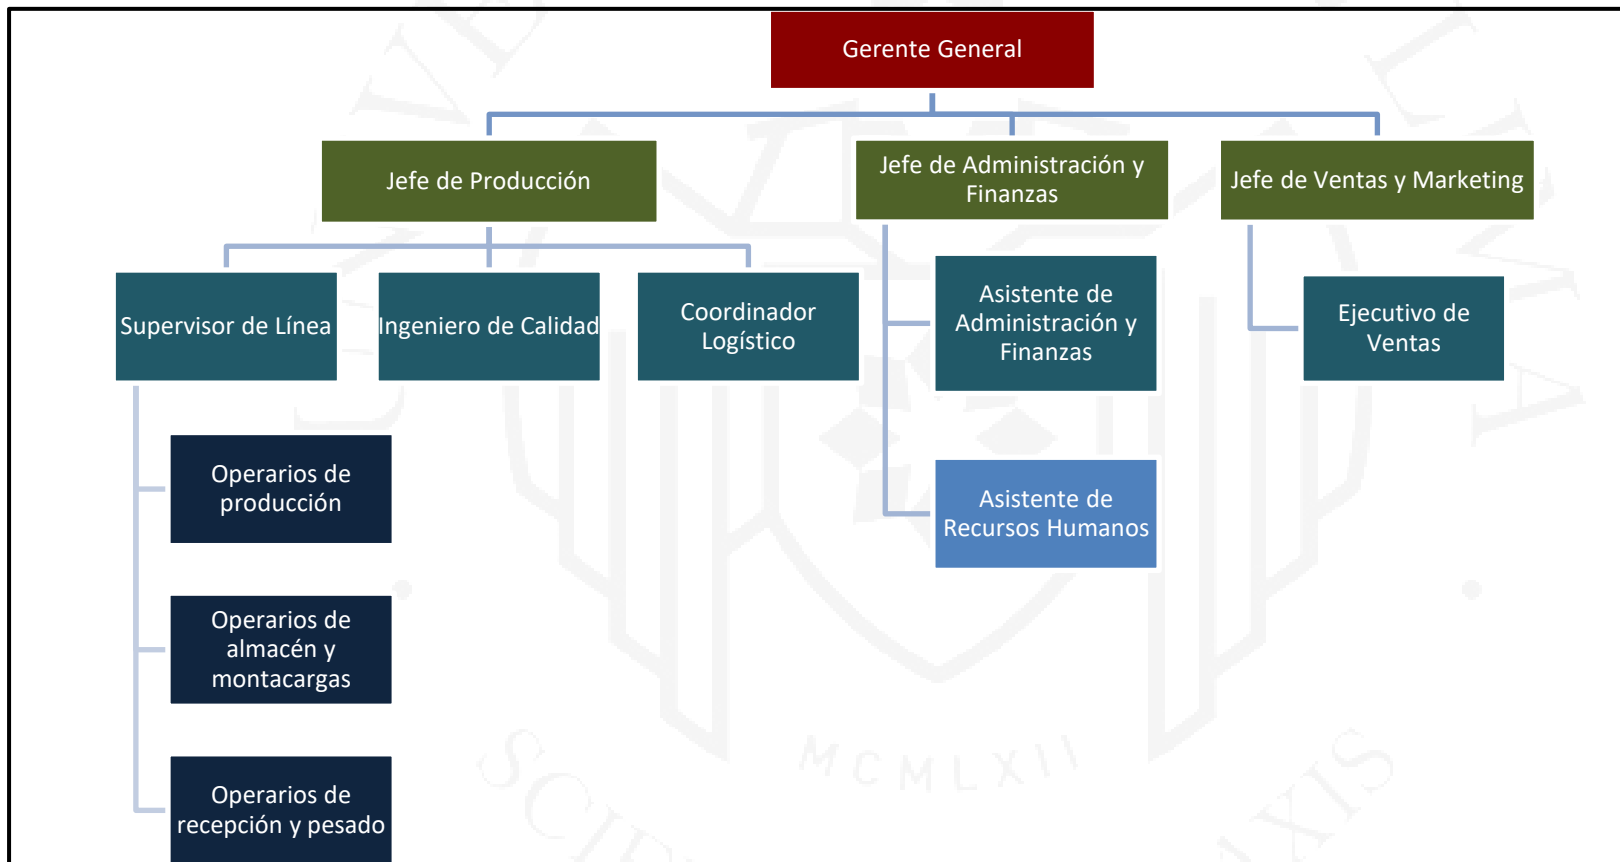 Gerente General
Jefe de Producción
Jefe de Administración y
Finanzas
Jefe de Ventas y Marketing
Supervisor de Línea
Ingeniero de Calidad
Coordinador
Logístico
Asistente de
Administración y
Finanzas
Ejecutivo de
Ventas
Operarios de
producción
Asistente de
Recursos Humanos
Operarios de
almacén y
montacargas
Operarios de
recepción y pesado
MCMLXII